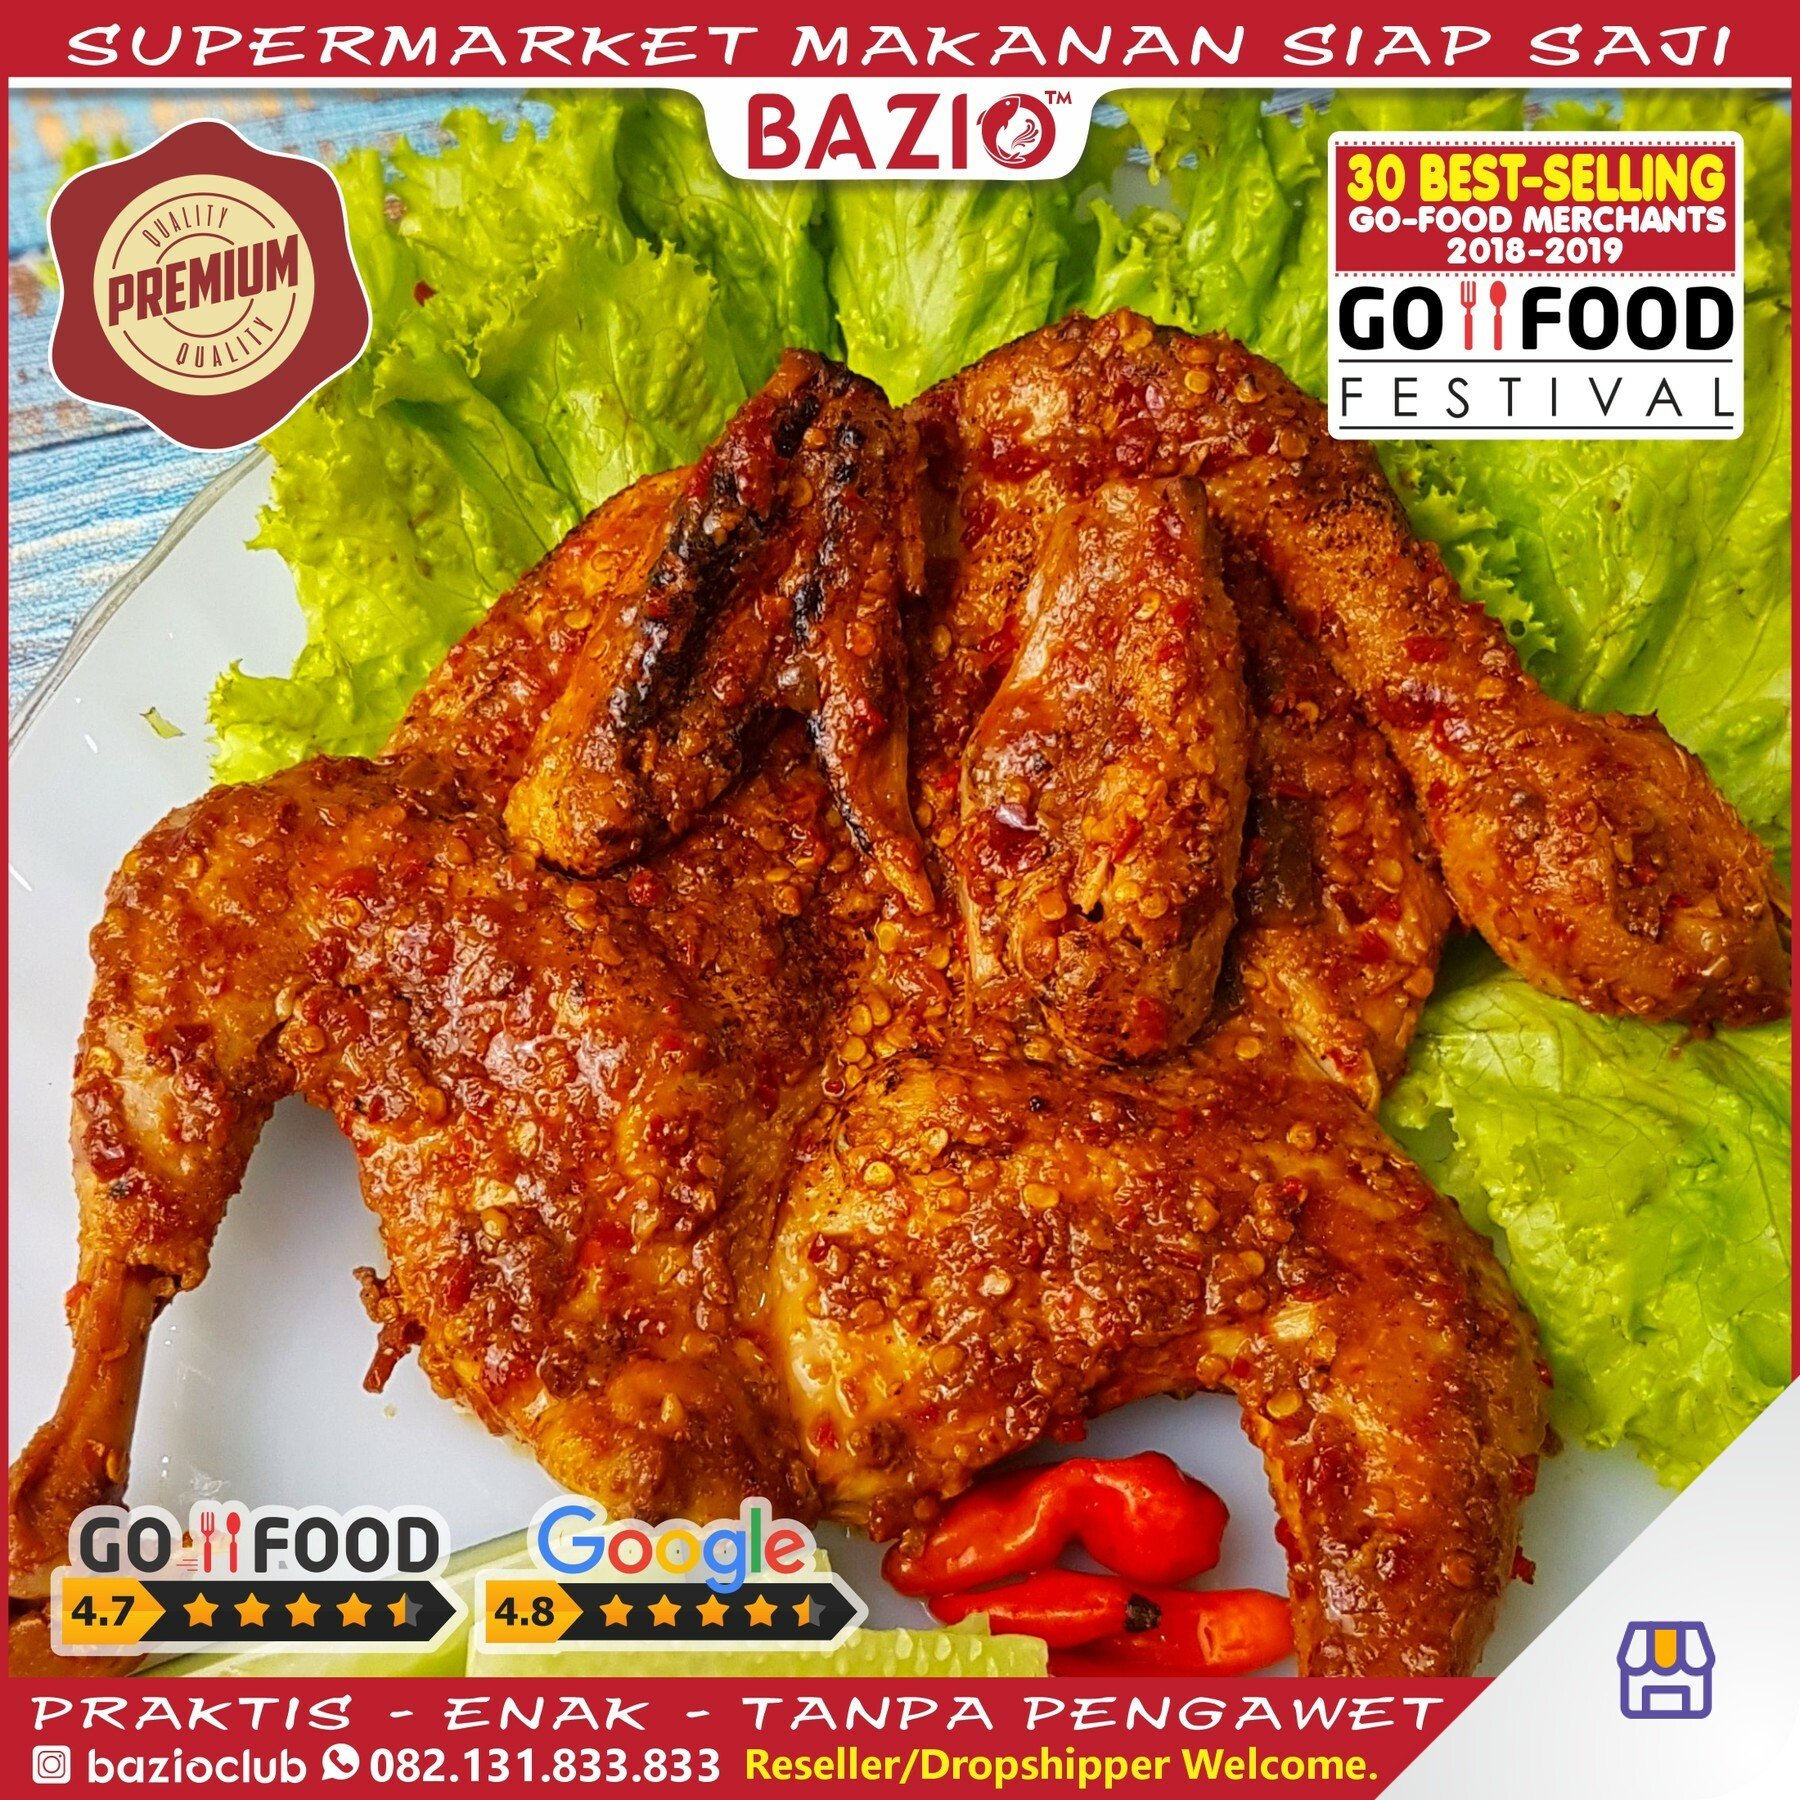 SUPERMARKET MAKANAN SIAP SAJI
BAZIO™
QUALITY
PREMIUM
QUALITY
30 BEST-SELLING
GO-FOOD MERCHANTS
2018-2019
GO FOOD
FESTIVAL
GO FOOD
4.7
Google
4.8
PRAKTIS - ENAK - TANPA PENGAWET
bazioclub 082.131.833.833 Reseller/Dropshipper Welcome.